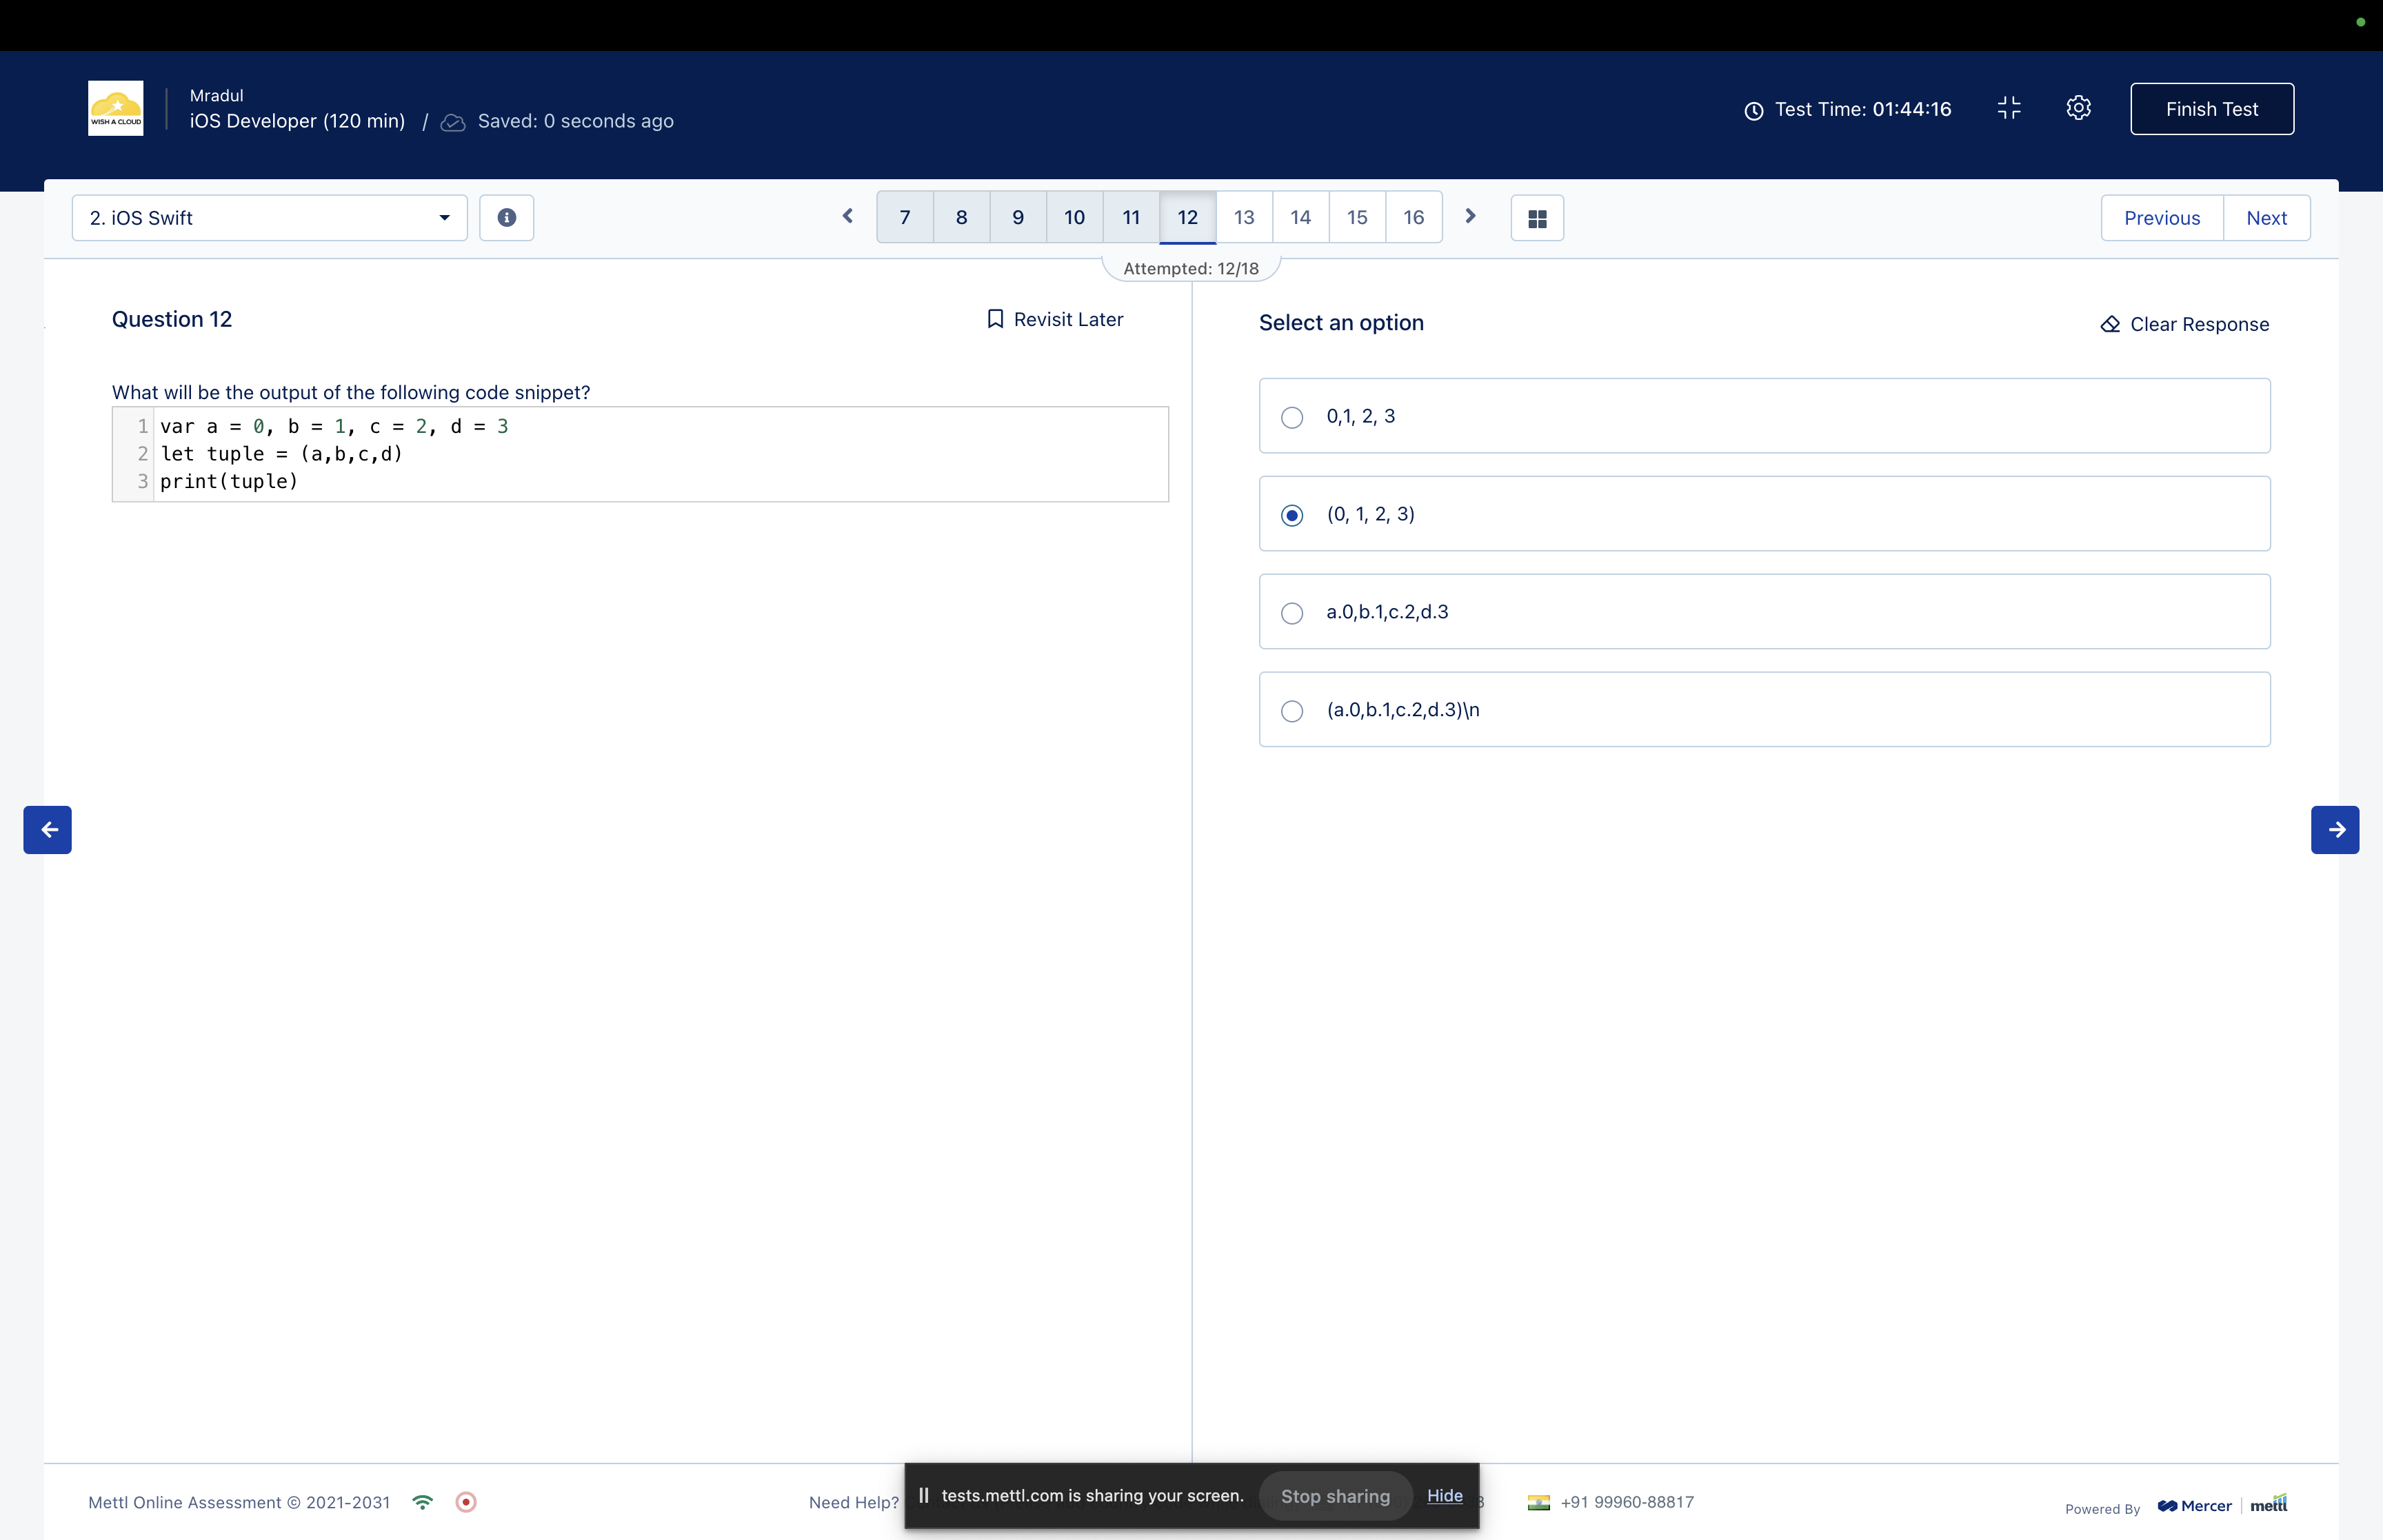 WISH A CLOUD
Mradul
iOS Developer (120 min) / Saved: 0 seconds ago
Test Time: 01:44:16
Finish Test
2. iOS Swift
7 8 9 10 11 12 13 14 15 16
Previous Next
Attempted: 12/18
Question 12
Revisit Later
What will be the output of the following code snippet?
1 var a = 0, b = 1, c = 2, d = 3
2 let tuple = (a,b,c,d)
3 print(tuple)
Select an option
Clear Response
0,1, 2, 3
(0, 1, 2, 3)
a.0,b.1,c.2,d.3
(a.0,b.1,c.2,d.3)\n
Mettl Online Assessment © 2021-2031
Need Help?
tests.mettl.com is sharing your screen. Stop sharing Hide
+91 99960-88817
Powered By Mercer | mettl